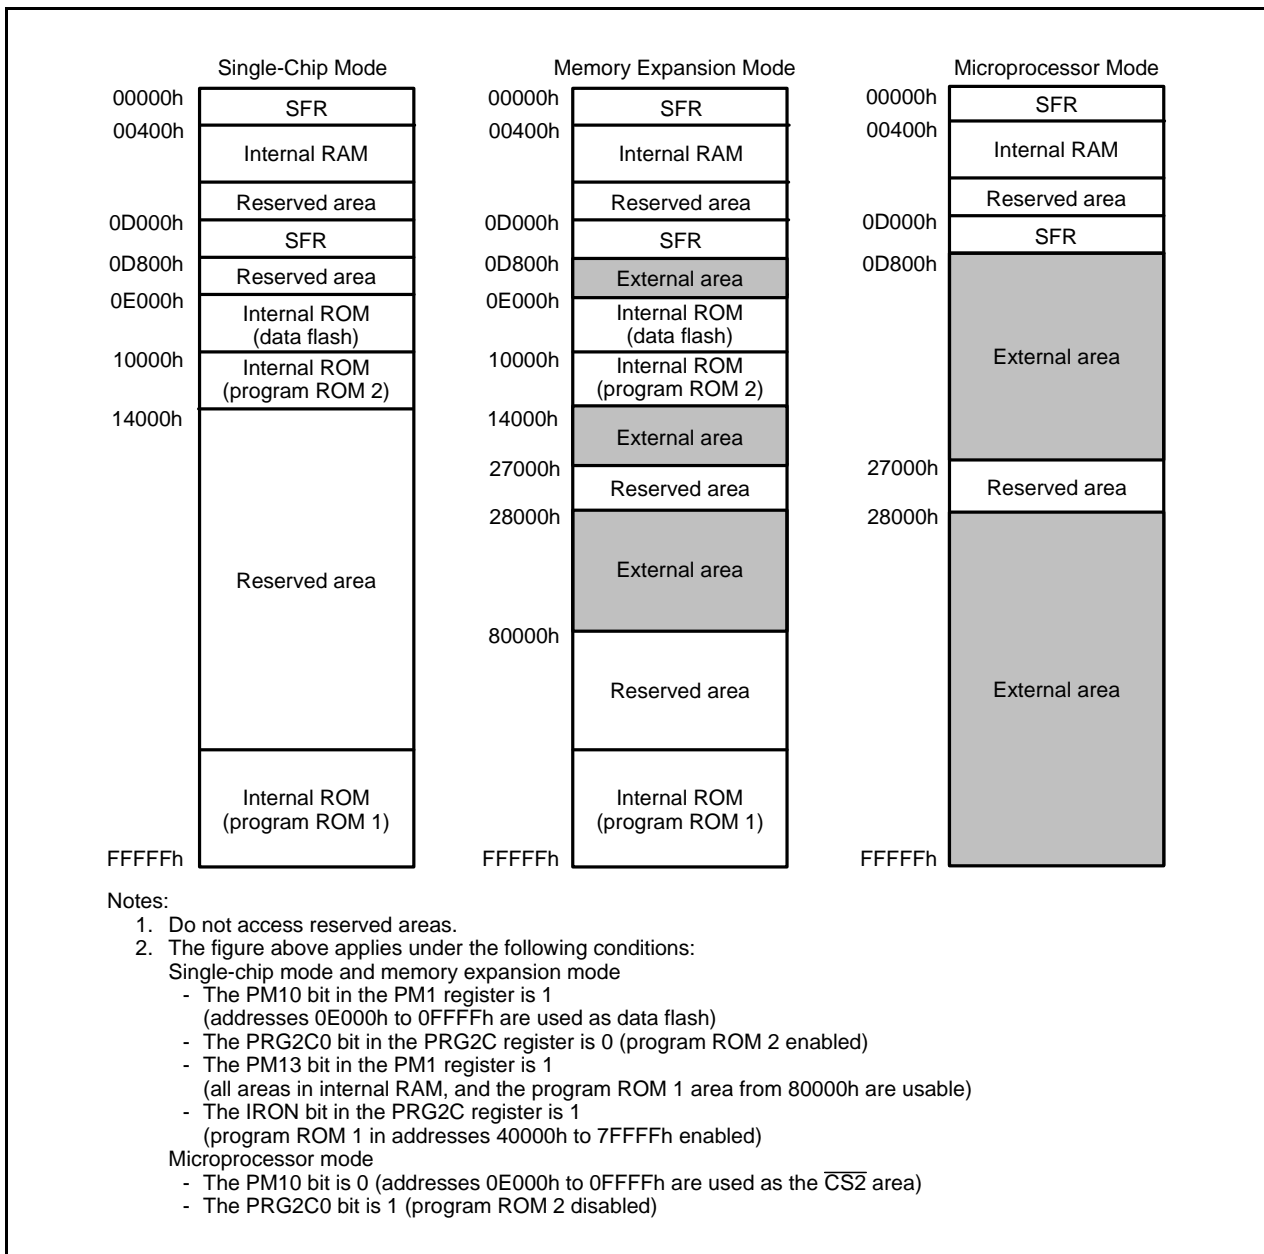 Single-Chip Mode
00000h
SFR
00400h
Internal RAM
Reserved area
0D000h
SFR
0D800h
Reserved area
0E000h
Internal ROM
(data flash)
10000h
Internal ROM
(program ROM 2)
14000h
Reserved area
Internal ROM
(program ROM 1)
FFFFFh
Memory Expansion Mode
00000h
SFR
00400h
Internal RAM
Reserved area
0D000h
SFR
0D800h
External area
0E000h
Internal ROM
(data flash)
10000h
Internal ROM
(program ROM 2)
14000h
External area
27000h
Reserved area
28000h
External area
80000h
Reserved area
Internal ROM
(program ROM 1)
FFFFFh
Microprocessor Mode
00000h
SFR
00400h
Internal RAM
Reserved area
0D000h
SFR
0D800h
External area
27000h
Reserved area
28000h
External area
FFFFFh
Notes:
1. Do not access reserved areas.
2. The figure above applies under the following conditions:
Single-chip mode and memory expansion mode
- The PM10 bit in the PM1 register is 1
(addresses 0E000h to 0FFFFh are used as data flash)
- The PRG2C0 bit in the PRG2C register is 0 (program ROM 2 enabled)
- The PM13 bit in the PM1 register is 1
(all areas in internal RAM, and the program ROM 1 area from 80000h are usable)
- The IRON bit in the PRG2C register is 1
(program ROM 1 in addresses 40000h to 7FFFFh enabled)
Microprocessor mode
- The PM10 bit is 0 (addresses 0E000h to 0FFFFh are used as the C̅S̅2̅ area)
- The PRG2C0 bit is 1 (program ROM 2 disabled)